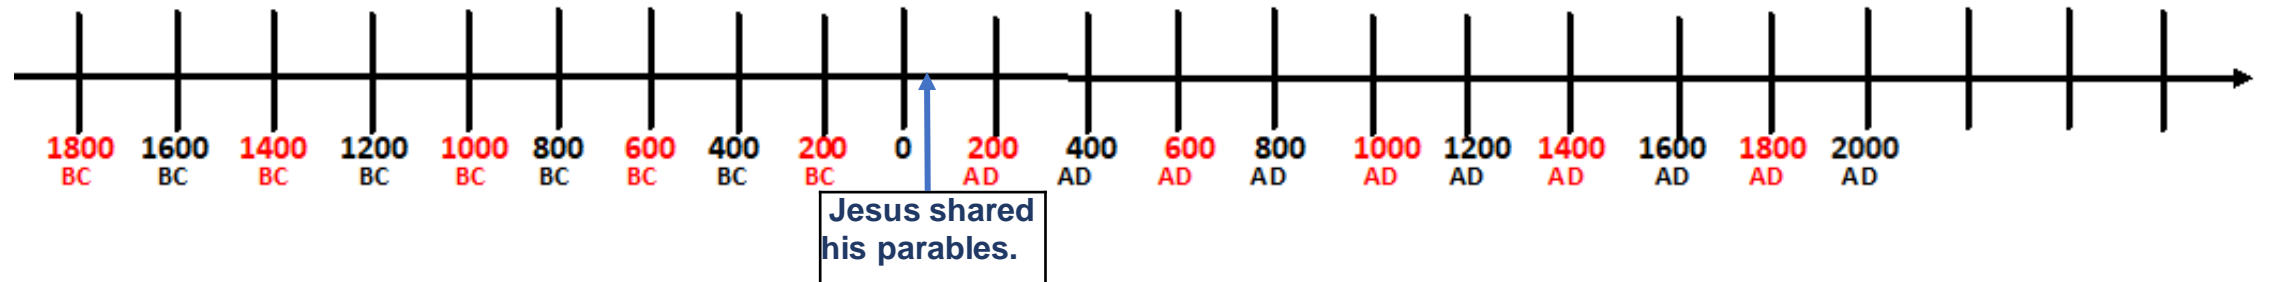 1800 1600 1400 1200 1000 800 600 400 200 0 200 400 600 800 1000 1200 1400 1600 1800 2000
BC BC BC BC BC BC BC BC BC AD AD AD AD AD AD AD AD AD AD
Jesus shared
his parables.